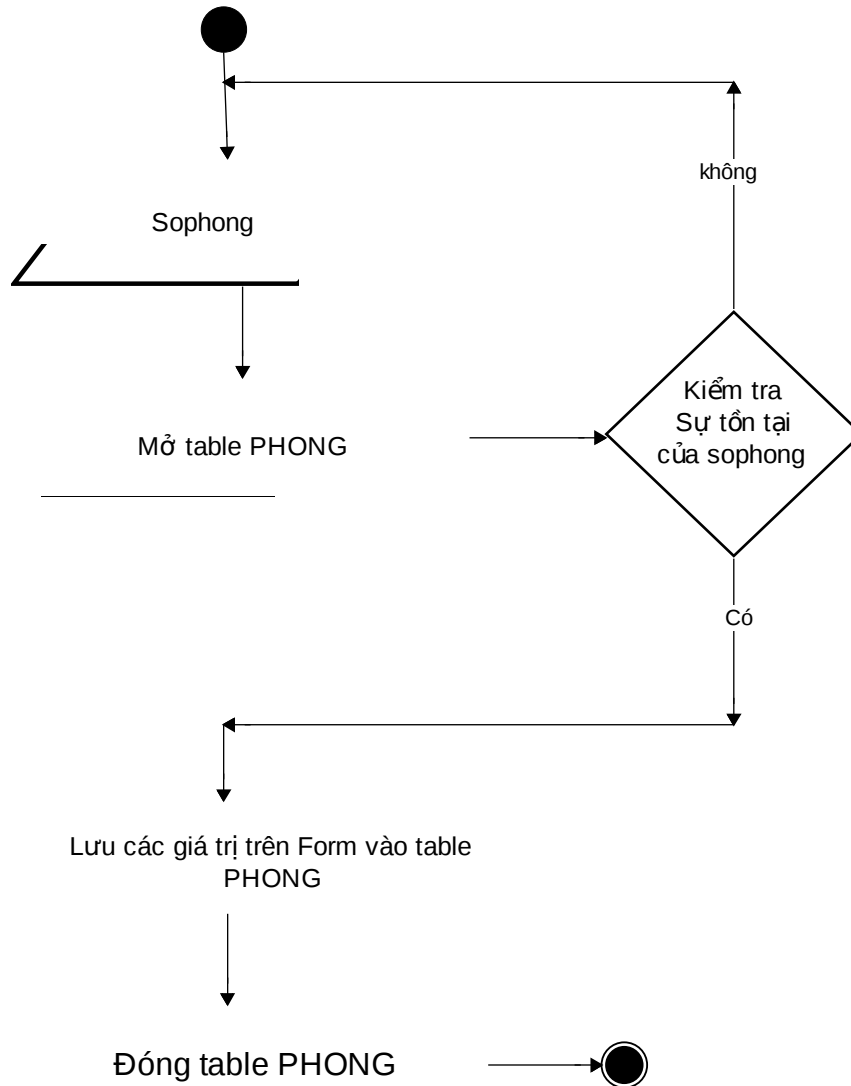 không
Sophong
Kiểm tra
Sự tồn tại
của sophong
Mở table PHONG
Có
Lưu các giá trị trên Form vào table
PHONG
Đóng table PHONG